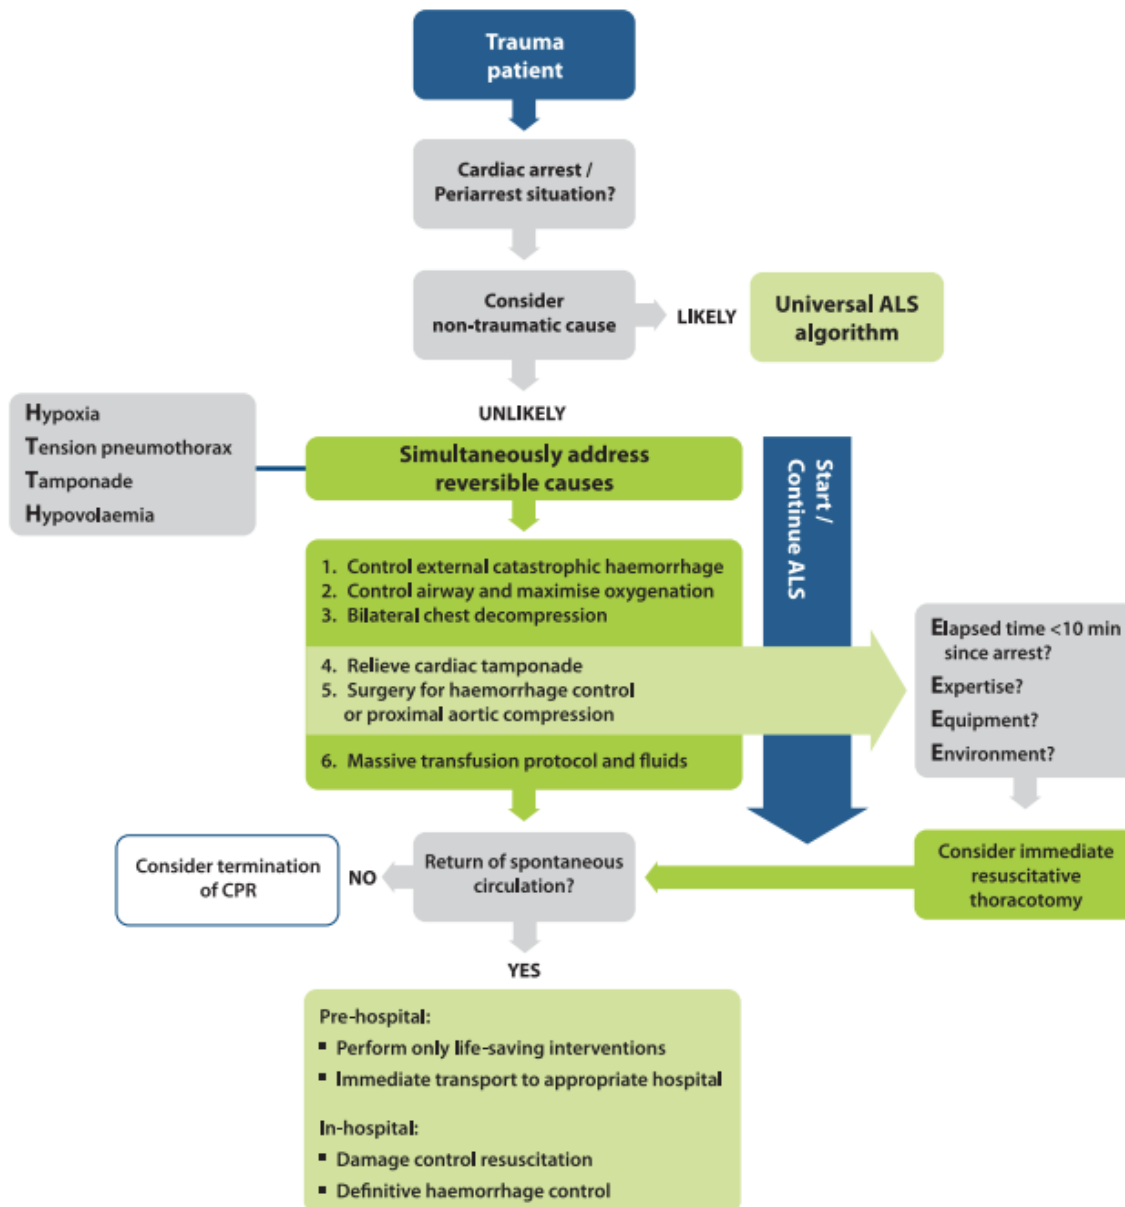 Trauma
patient
Cardiac arrest /
Periarrest situation?
Consider
non-traumatic cause
LIKELY
Universal ALS
algorithm
UNLIKELY
Hypoxia
Tension pneumothorax
Tamponade
Hypovolaemia
Simultaneously address
reversible causes
Start /
Continue ALS
1. Control external catastrophic haemorrhage
2. Control airway and maximise oxygenation
3. Bilateral chest decompression
4. Relieve cardiac tamponade
5. Surgery for haemorrhage control
or proximal aortic compression
6. Massive transfusion protocol and fluids
Elapsed time <10 min
since arrest?
Expertise?
Equipment?
Environment?
Consider immediate
resuscitative
thoracotomy
Return of spontaneous
circulation?
NO
Consider termination
of CPR
YES
Pre-hospital:
▪ Perform only life-saving interventions
▪ Immediate transport to appropriate hospital
In-hospital:
▪ Damage control resuscitation
▪ Definitive haemorrhage control